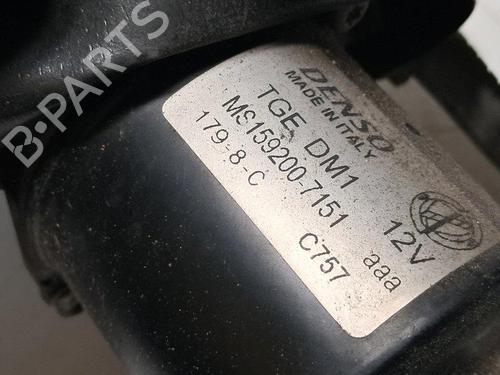 B-PARTS
DENSO
MADE IN ITALY
TGE DM1
MS159200-7151
12V
179-8-C
C757
aaa